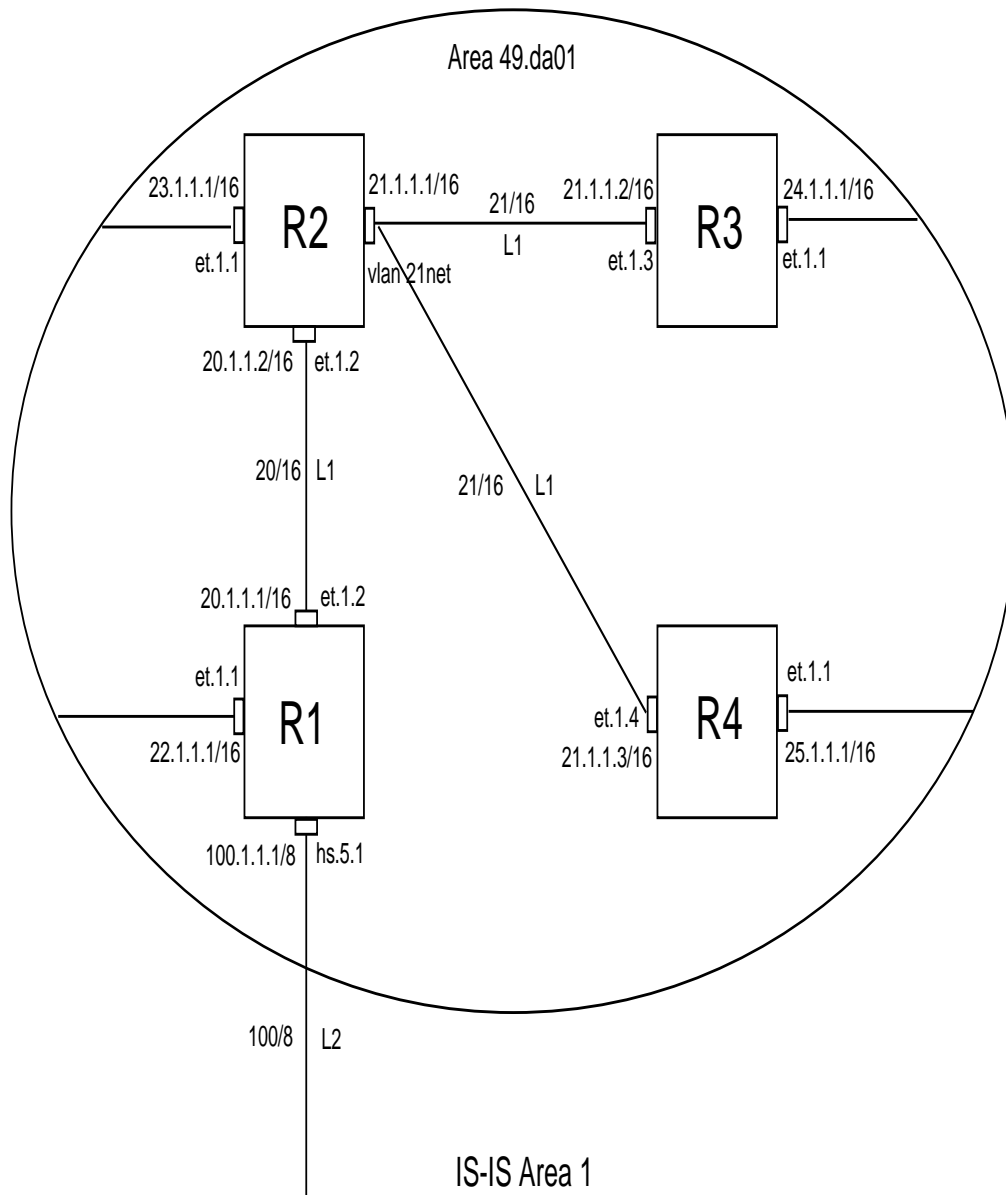 Area 49.da01
23.1.1.1/16
et.1.1
R2
21.1.1.1/16
vlan 21net
20.1.1.2/16
et.1.2
21/16
L1
21.1.1.2/16
et.1.3
R3
24.1.1.1/16
et.1.1
20/16
L1
21/16
L1
20.1.1.1/16
et.1.2
et.1.1
22.1.1.1/16
R1
100.1.1.1/8
hs.5.1
et.1.4
21.1.1.3/16
R4
et.1.1
25.1.1.1/16
100/8
L2
IS-IS Area 1